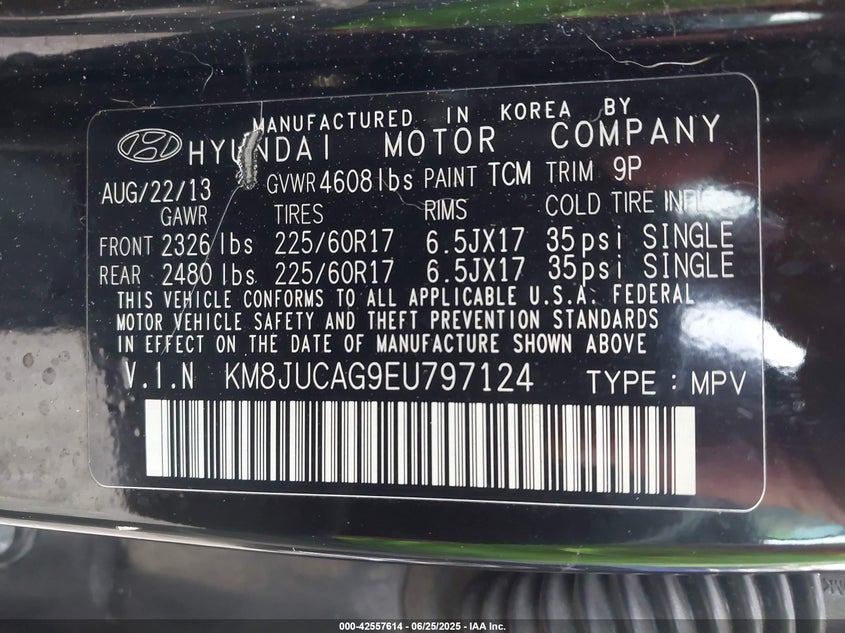 MANUFACTURED IN KOREA BY
HYUNDAI MOTOR COMPANY
AUG/22/13 GVWR 4608lbs PAINT TCM TRIM 9P
GAWR TIRES RIMS COLD TIRE INFL
FRONT 2326 lbs 225/60R17 6.5JX17 35psi SINGLE
REAR 2480 lbs 225/60R17 6.5JX17 35psi SINGLE
THIS VEHICLE CONFORMS TO ALL APPLICABLE U.S.A. FEDERAL
MOTOR VEHICLE SAFETY AND THEFT PREVENTION STANDARDS
IN EFFECT ON THE DATE OF MANUFACTURE SHOWN ABOVE
V.I.N KM8JUCAG9EU797124 TYPE : MPV
000-42557614 - 06/25/2025 - IAA Inc.